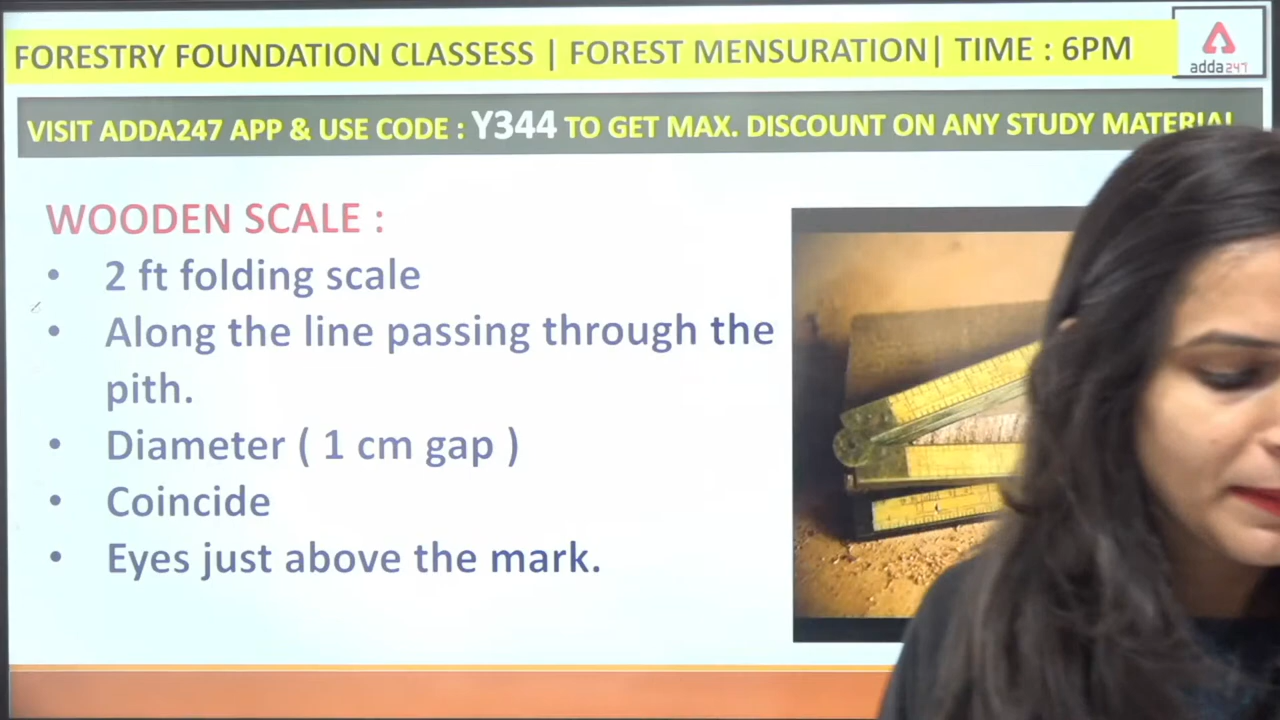 FORESTRY FOUNDATION CLASSESS | FOREST MENSURATION| TIME : 6PM
adda247
VISIT ADDA247 APP & USE CODE : Y344 TO GET MAX. DISCOUNT ON ANY STUDY MATERIAL
WOODEN SCALE :
• 2 ft folding scale
• Along the line passing through the
pith.
• Diameter ( 1 cm gap )
• Coincide
• Eyes just above the mark.